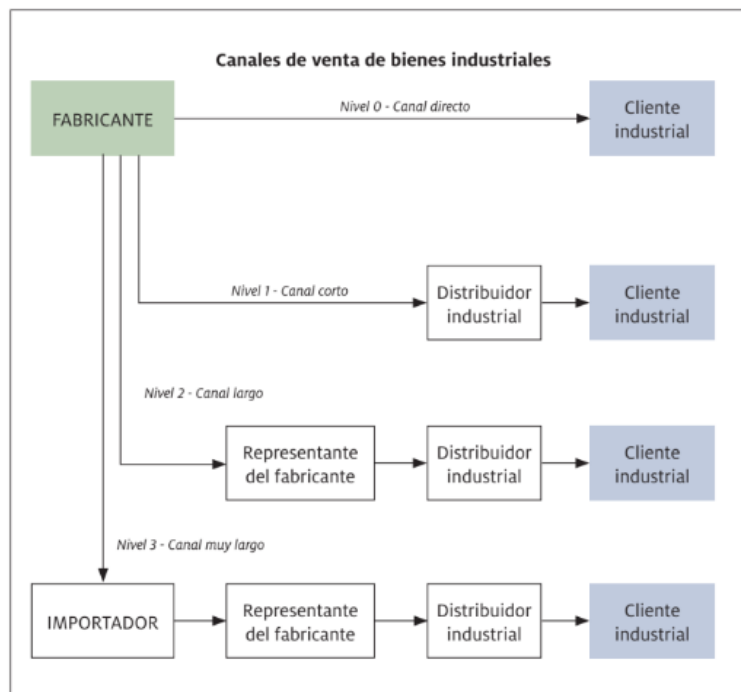 Canales de venta de bienes industriales
FABRICANTE
Nivel 0 - Canal directo
Cliente
industrial
Nivel 1 - Canal corto
Distribuidor
industrial
Cliente
industrial
Nivel 2 - Canal largo
Representante
del fabricante
Distribuidor
industrial
Cliente
industrial
Nivel 3 - Canal muy largo
IMPORTADOR
Representante
del fabricante
Distribuidor
industrial
Cliente
industrial